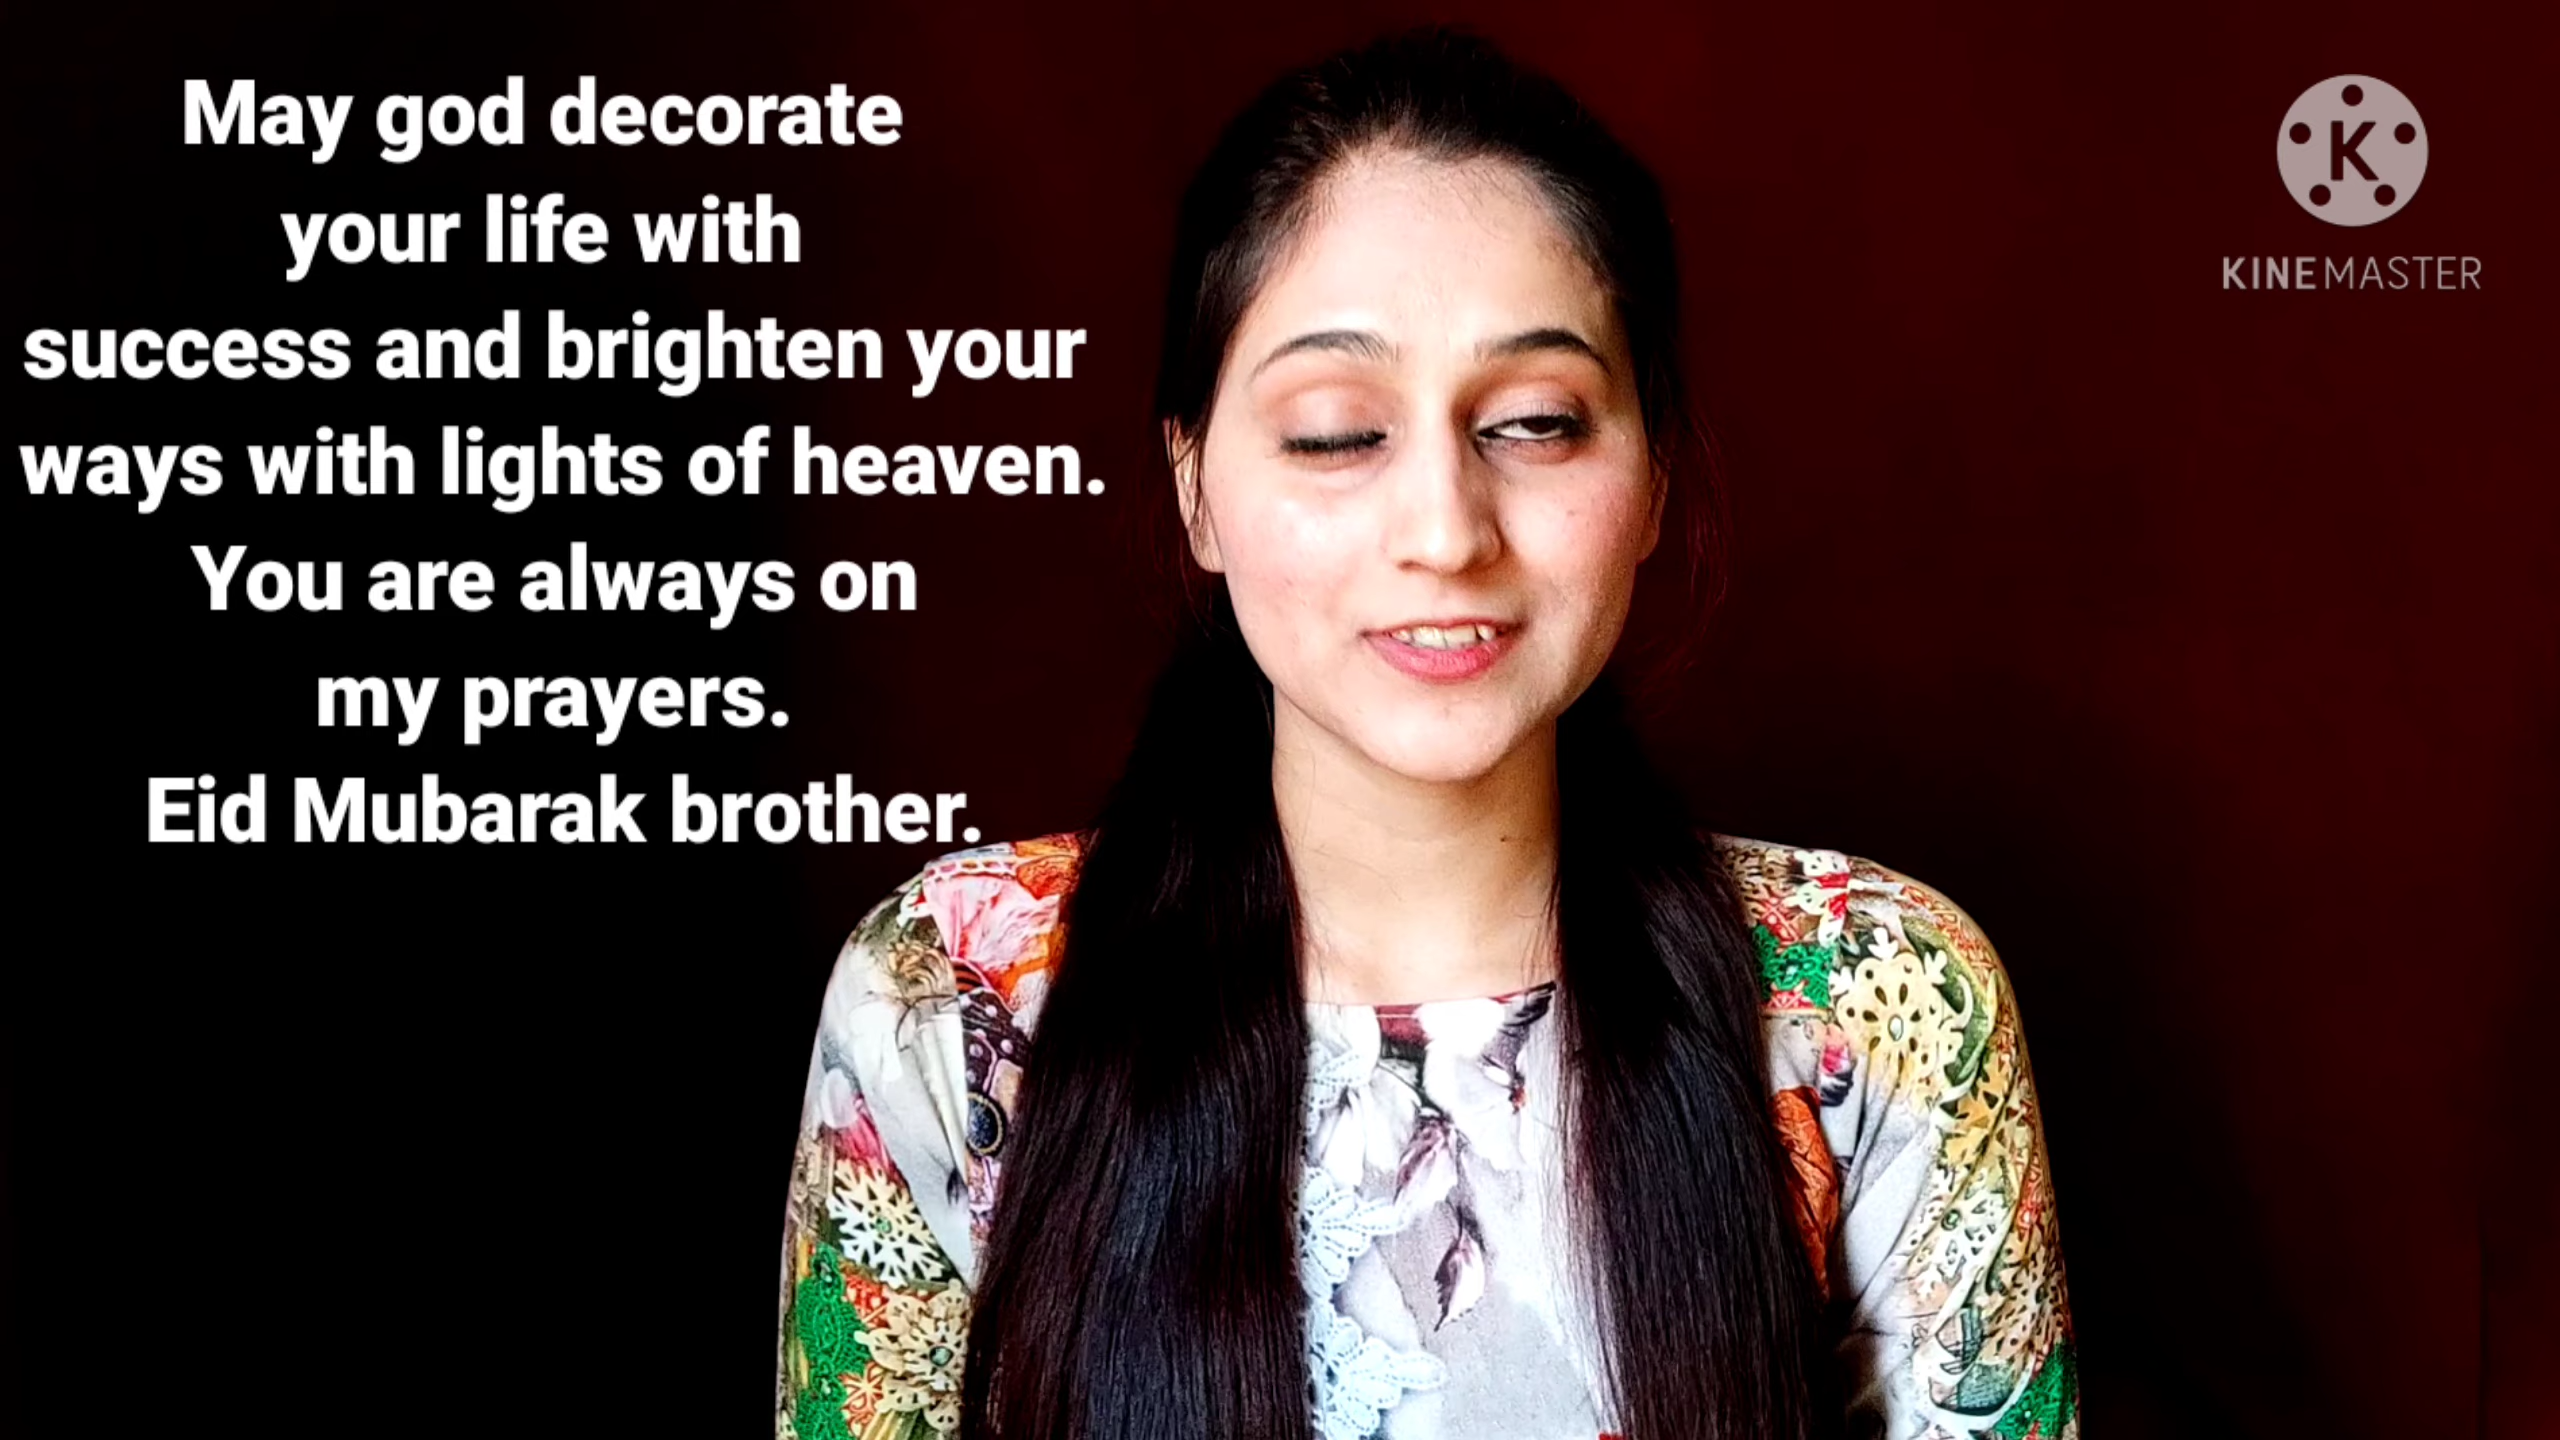 May god decorate
your life with
success and brighten your
ways with lights of heaven.
You are always on
my prayers.
Eid Mubarak brother.
K
KINEMASTER